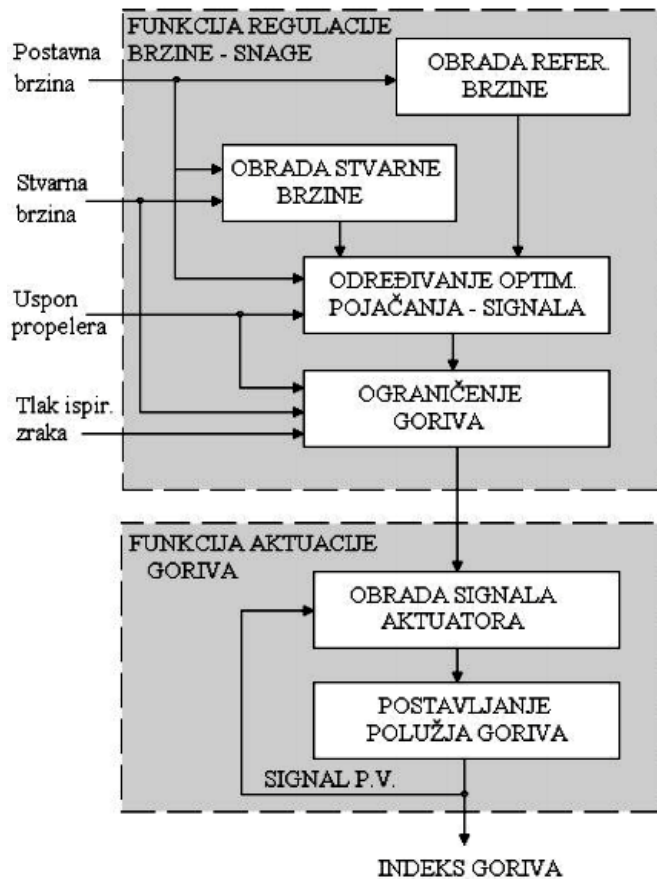 FUNKCIJA REGULACIJE
BRZINE - SNAGE
Postavna
brzina
OBRADA REFER.
BRZINE
OBRADA STVARNE
BRZINE
Stvarna
brzina
ODREĐIVANJE OPTIM.
POJAČANJA - SIGNALA
Uspon
propelera
OGRANIČENJE
GORIVA
Tlak ispir.
zraka
FUNKCIJA AKTUACIJE
GORIVA
OBRADA SIGNALA
AKTUATORA
POSTAVLJANJE
POLUŽJA GORIVA
SIGNAL P.V.
INDEKS GORIVA